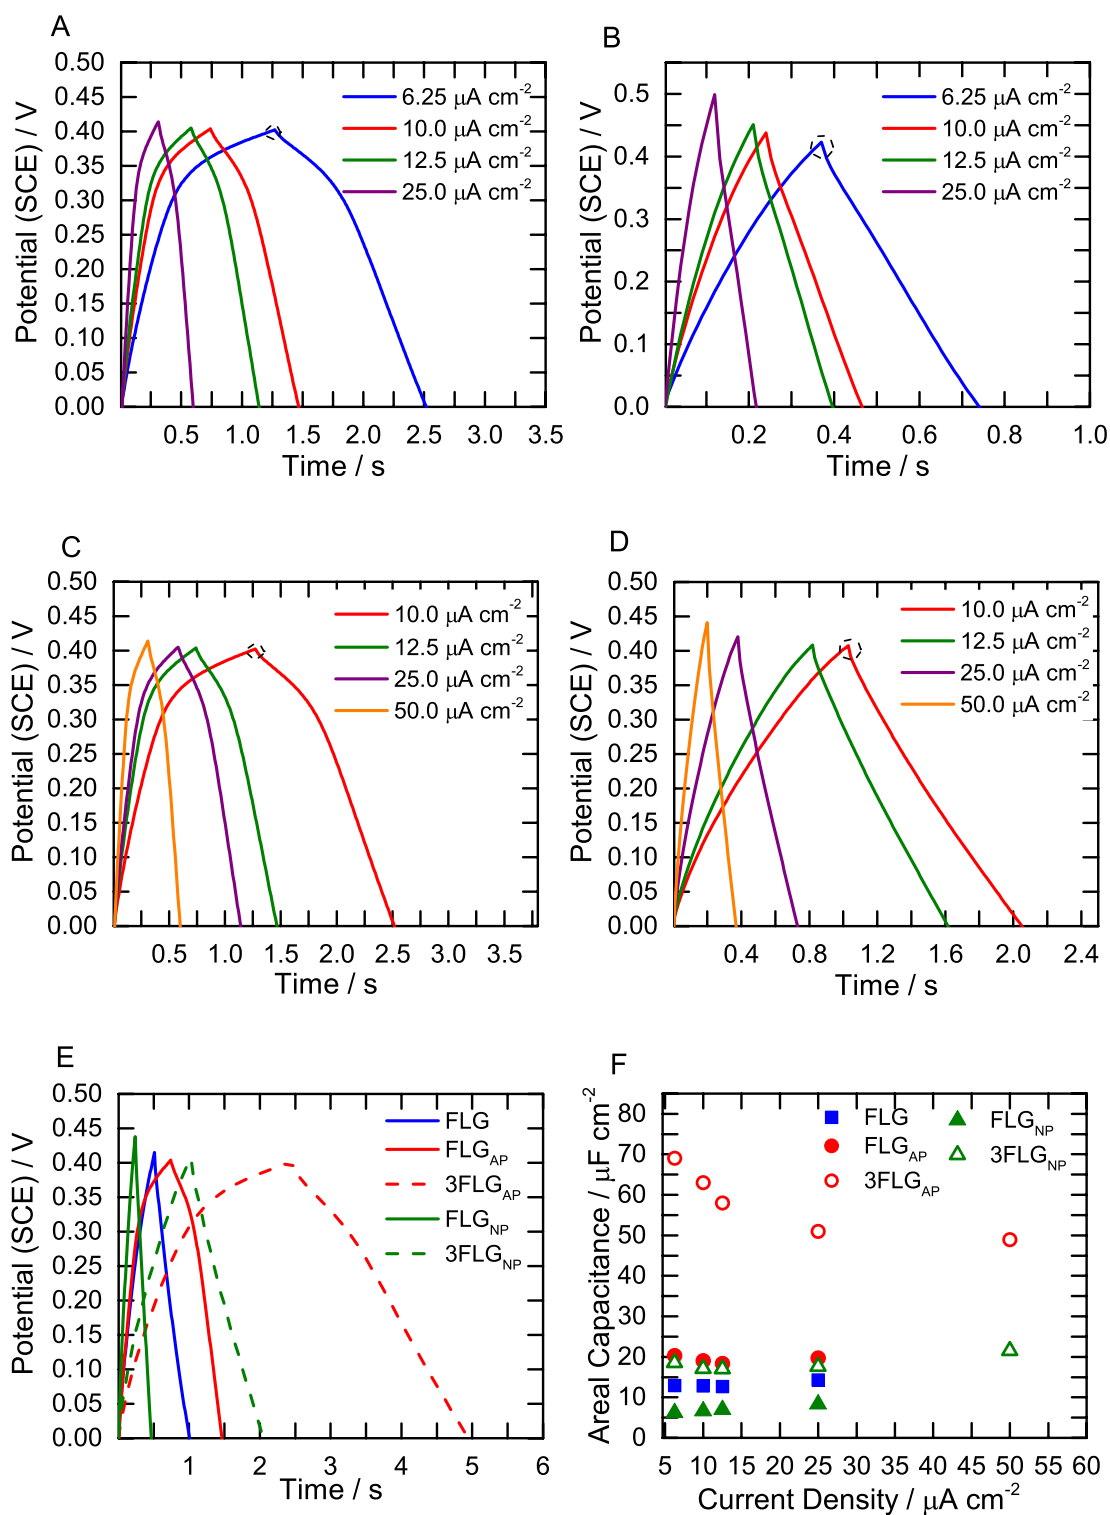 A
Potential (SCE) / V
0.50
0.45
0.40
0.35
0.30
0.25
0.20
0.15
0.10
0.05
0.00
6.25 μA cm-2
10.0 μA cm-2
12.5 μA cm-2
25.0 μA cm-2
0.5 1.0 1.5 2.0 2.5 3.0 3.5
Time / s
B
Potential (SCE) / V
0.5
0.4
0.3
0.2
0.1
0.0
6.25 μA cm-2
10.0 μA cm-2
12.5 μA cm-2
25.0 μA cm-2
0.2 0.4 0.6 0.8 1.0
Time / s
C
Potential (SCE) / V
0.50
0.45
0.40
0.35
0.30
0.25
0.20
0.15
0.10
0.05
0.00
10.0 μA cm-2
12.5 μA cm-2
25.0 μA cm-2
50.0 μA cm-2
0.5 1.0 1.5 2.0 2.5 3.0 3.5
Time / s
D
Potential (SCE) / V
0.50
0.45
0.40
0.35
0.30
0.25
0.20
0.15
0.10
0.05
0.00
10.0 μA cm-2
12.5 μA cm-2
25.0 μA cm-2
50.0 μA cm-2
0.4 0.8 1.2 1.6 2.0 2.4
Time / s
E
Potential (SCE) / V
0.50
0.45
0.40
0.35
0.30
0.25
0.20
0.15
0.10
0.05
0.00
FLG
FLGAP
3FLGAP
FLGNP
3FLGNP
1 2 3 4 5 6
Time / s
F
Areal Capacitance / μF cm-2
80
70
60
50
40
30
20
10
0
FLG
FLGAP
3FLGAP
FLGNP
3FLGNP
5 10 15 20 25 30 35 40 45 50 55 60
Current Density / μA cm-2